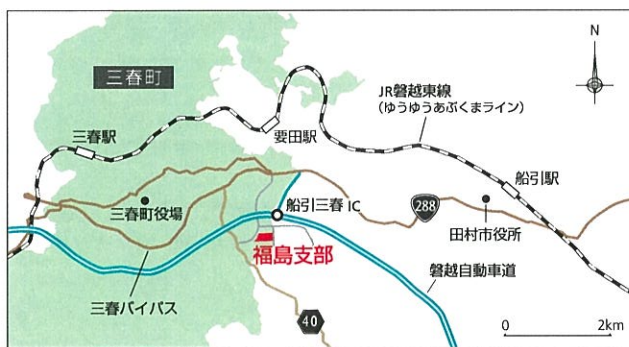 N
三春町
JR磐越東線
(ゆうゆうあぶくまライン)
三春駅
要田駅
船引駅
三春町役場
船引三春 IC
288
田村市役所
福島支部
磐越自動車道
三春バイパス
40
0 2km